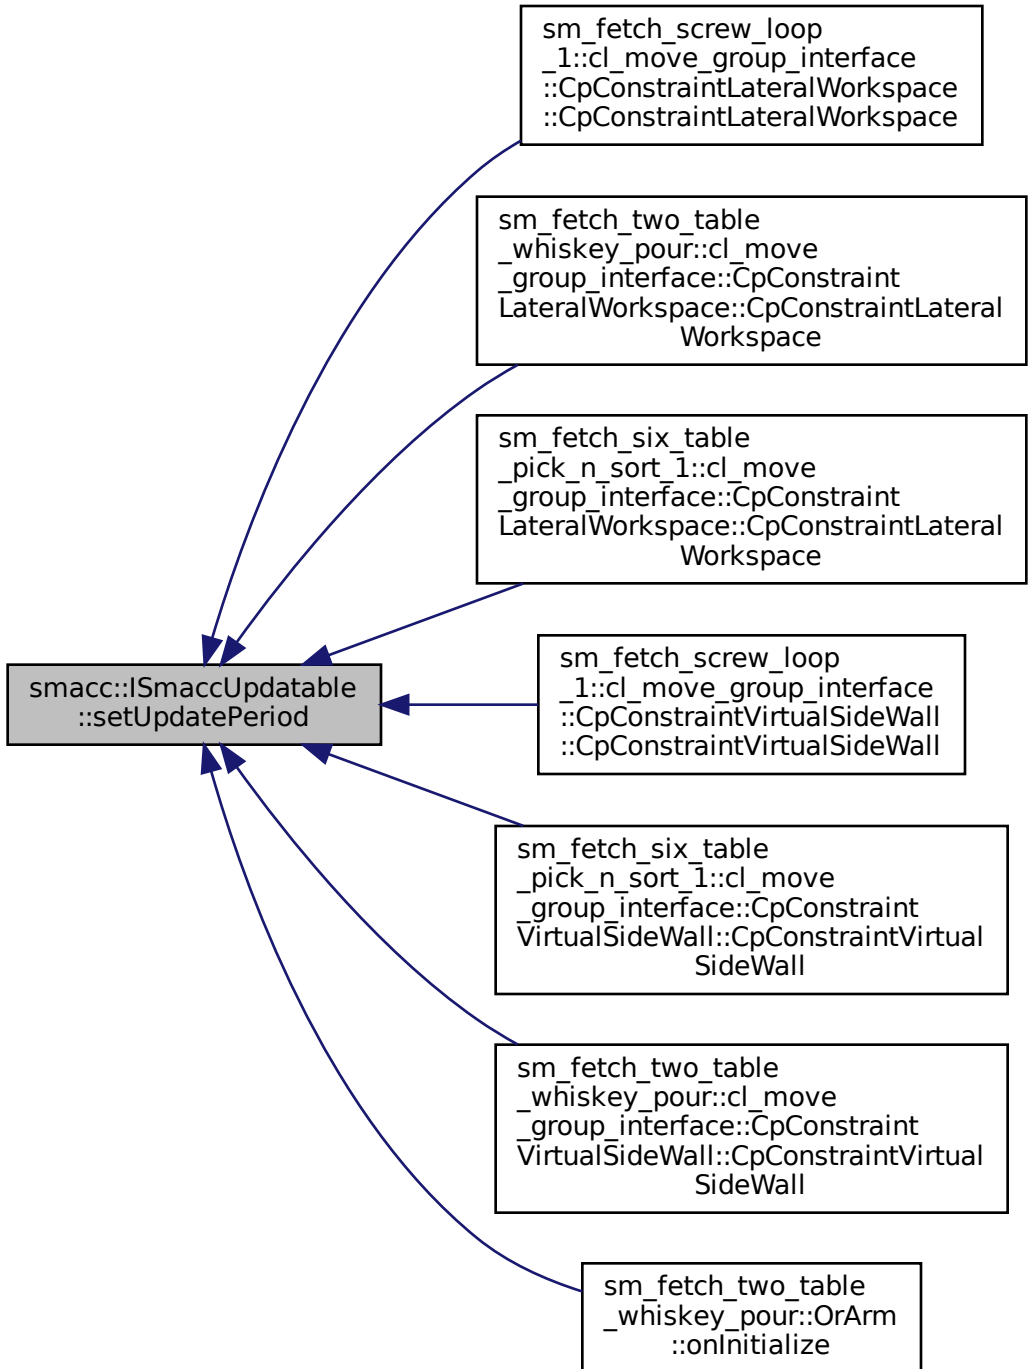 sm_fetch_screw_loop
_1::cl_move_group_interface
::CpConstraintLateralWorkspace
::CpConstraintLateralWorkspace
sm_fetch_two_table
_whiskey_pour::cl_move
_group_interface::CpConstraint
LateralWorkspace::CpConstraintLateral
Workspace
sm_fetch_six_table
_pick_n_sort_1::cl_move
_group_interface::CpConstraint
LateralWorkspace::CpConstraintLateral
Workspace
smacc::ISmaccUpdatable
::setUpdatePeriod
sm_fetch_screw_loop
_1::cl_move_group_interface
::CpConstraintVirtualSideWall
::CpConstraintVirtualSideWall
sm_fetch_six_table
_pick_n_sort_1::cl_move
_group_interface::CpConstraint
VirtualSideWall::CpConstraintVirtual
SideWall
sm_fetch_two_table
_whiskey_pour::cl_move
_group_interface::CpConstraint
VirtualSideWall::CpConstraintVirtual
SideWall
sm_fetch_two_table
_whiskey_pour::OrArm
::onInitialize